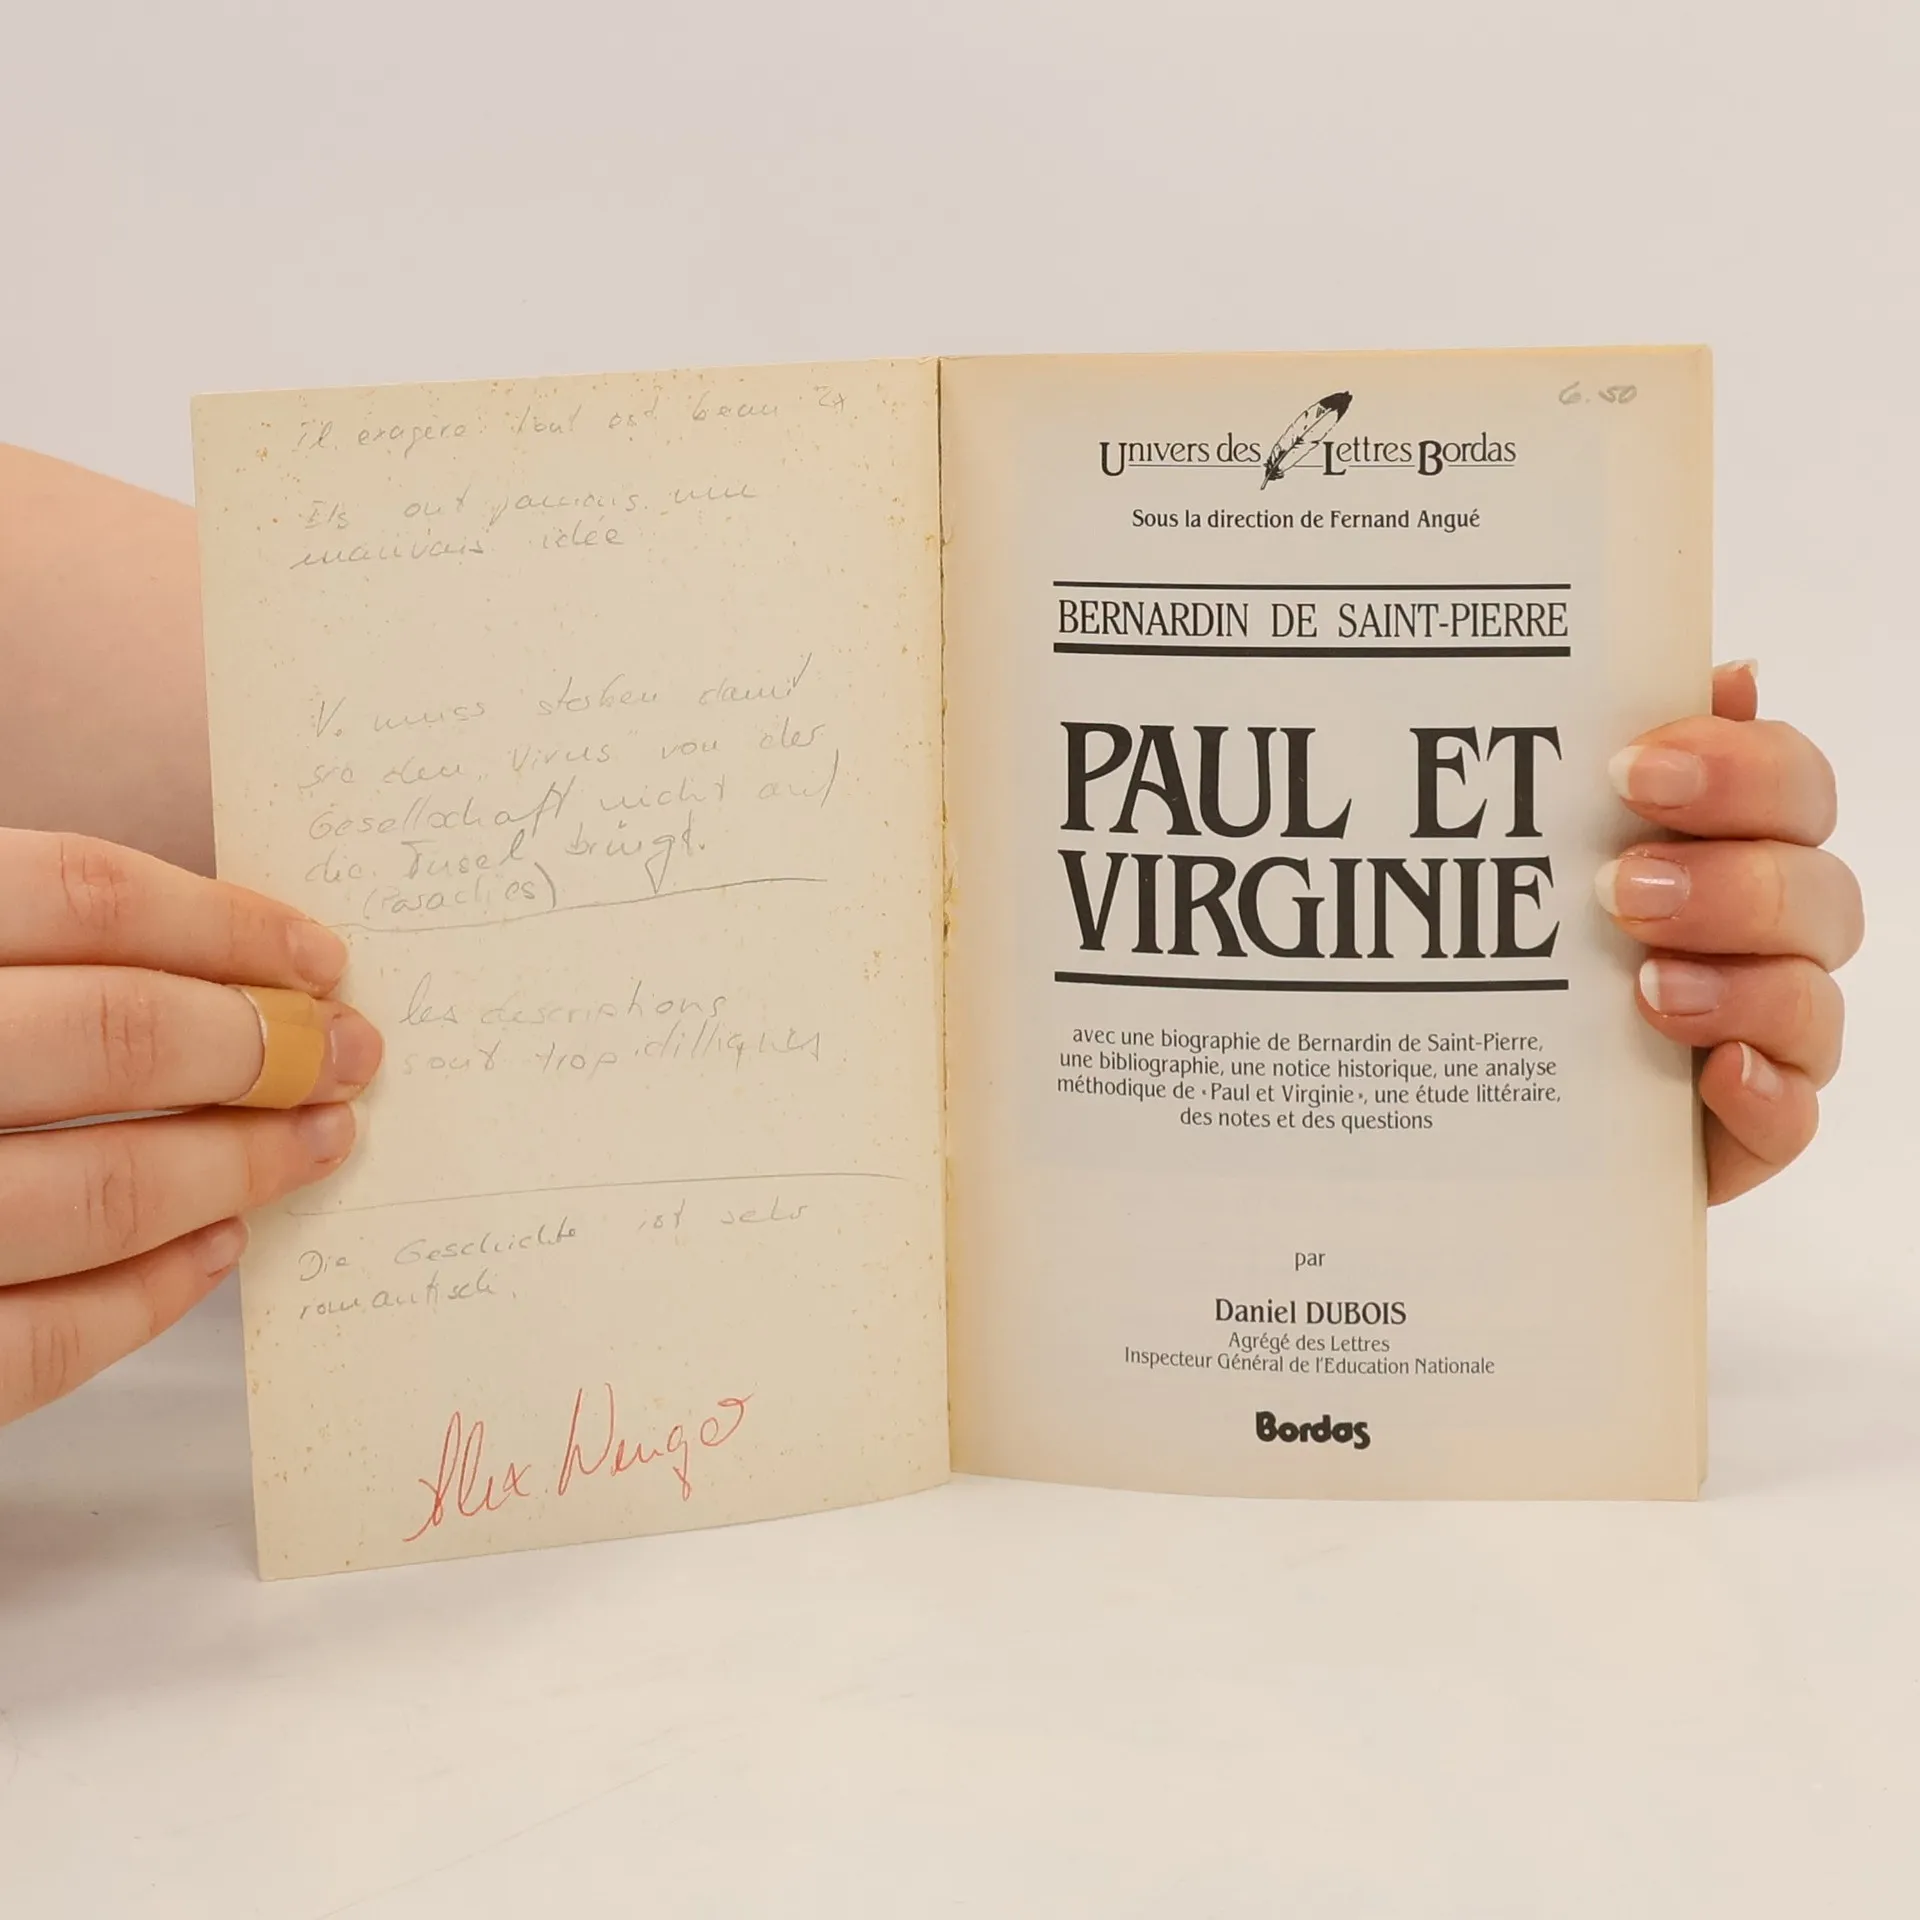 Il exagère: tout est beau
Ils ont jamais une
mauvais idée
V. muss sterben damit
sie den "Virus" von der
Gesellschaft nicht auf
die Insel bringt.
(Paradies)
les descriptions
sont trop idilliques
Die Geschichte ist sehr
romantisch.
Alex Wenger
6.50
Univers des Lettres Bordas
Sous la direction de Fernand Angué
BERNARDIN DE SAINT-PIERRE
PAUL ET
VIRGINIE
avec une biographie de Bernardin de Saint-Pierre,
une bibliographie, une notice historique, une analyse
méthodique de «Paul et Virginie», une étude littéraire,
des notes et des questions
par
Daniel DUBOIS
Agrégé des Lettres
Inspecteur Général de l'Education Nationale
Bordas